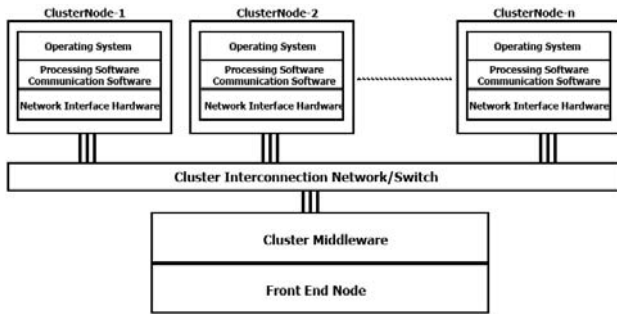 ClusterNode-1
Operating System
Processing Software
Communication Software
Network Interface Hardware
ClusterNode-2
Operating System
Processing Software
Communication Software
Network Interface Hardware
ClusterNode-n
Operating System
Processing Software
Communication Software
Network Interface Hardware
Cluster Interconnection Network/Switch
Cluster Middleware
Front End Node